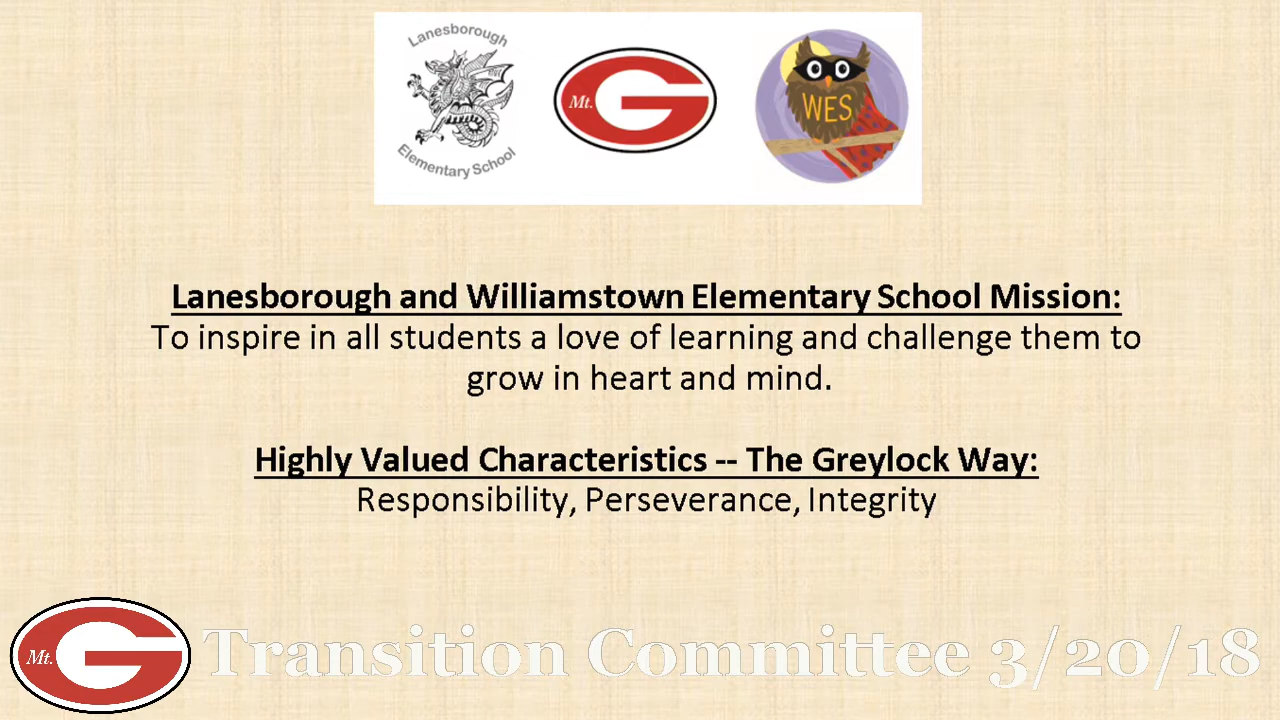 Lanesborough
Elementary School
Mt. G
WES
Lanesborough and Williamstown Elementary School Mission:
To inspire in all students a love of learning and challenge them to
grow in heart and mind.
Highly Valued Characteristics -- The Greylock Way:
Responsibility, Perseverance, Integrity
Mt. G
Transition Committee 3/20/18